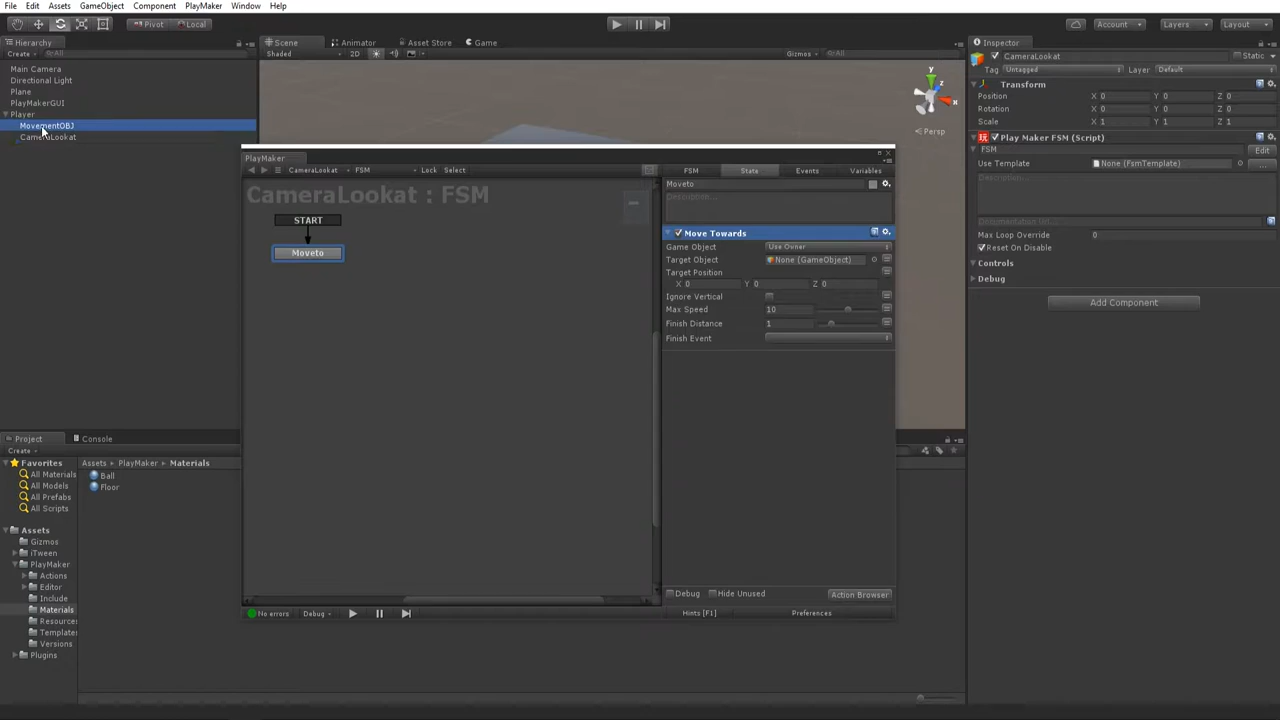 File Edit Assets GameObject Component PlayMaker Window Help
Pivot Local Account Layers Layout
Hierarchy Scene Animator Asset Store Game Inspector
Create All Shaded 2D Gizmos All CameraLookat Static
Main Camera Tag Untagged Layer Default
Directional Light Transform
Plane Position X 0 Y 0 Z 0
PlayMakerGUI Rotation X 0 Y 0 Z 0
Player Scale X 1 Y 1 Z 1
MovementOBJ Persp
CameraLookat Play Maker FSM (Script)
FSM Edit
Use Template None (FsmTemplate) ...
Description...
Max Loop Override 0
Reset On Disable
Controls
Debug
Add Component
PlayMaker
CameraLookat FSM Lock Select FSM State Events Variables
CameraLookat : FSM
START
Moveto
Moveto
Description...
Move Towards
Game Object Use Owner
Target Object None (GameObject)
Target Position
X 0 Y 0 Z 0
Ignore Vertical
Max Speed 10
Finish Distance 1
Finish Event
Debug Hide Unused Action Browser
No errors Debug Hints [F1] Preferences
Project Console
Create
Favorites Assets PlayMaker Materials
All Materials Ball
All Models Floor
All Prefabs
All Scripts
Assets
Gizmos
iTween
PlayMaker
Actions
Editor
Include
Materials
Resource
Template
Versions
Plugins